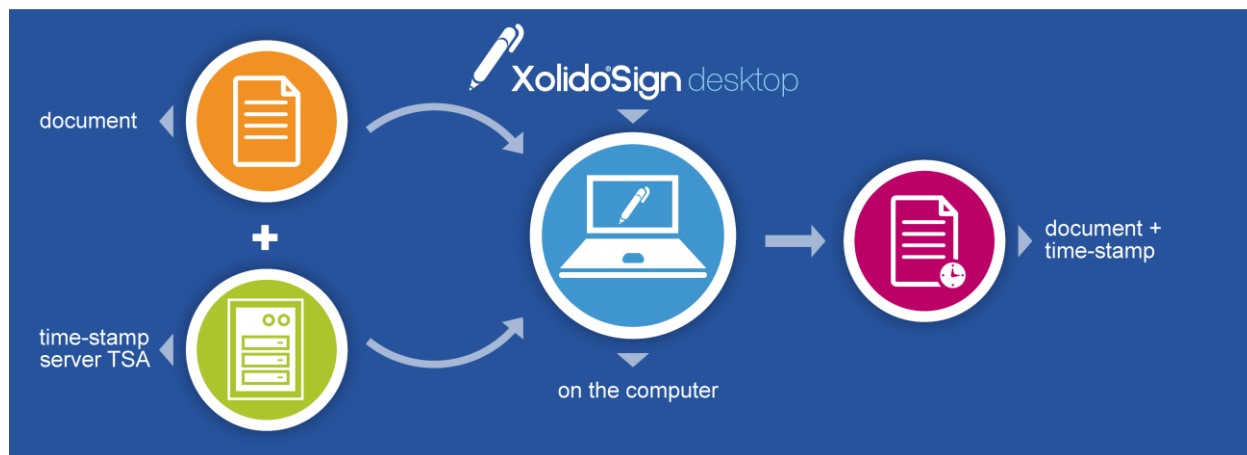 XolidoSign desktop
document
time-stamp
server TSA
on the computer
document +
time-stamp